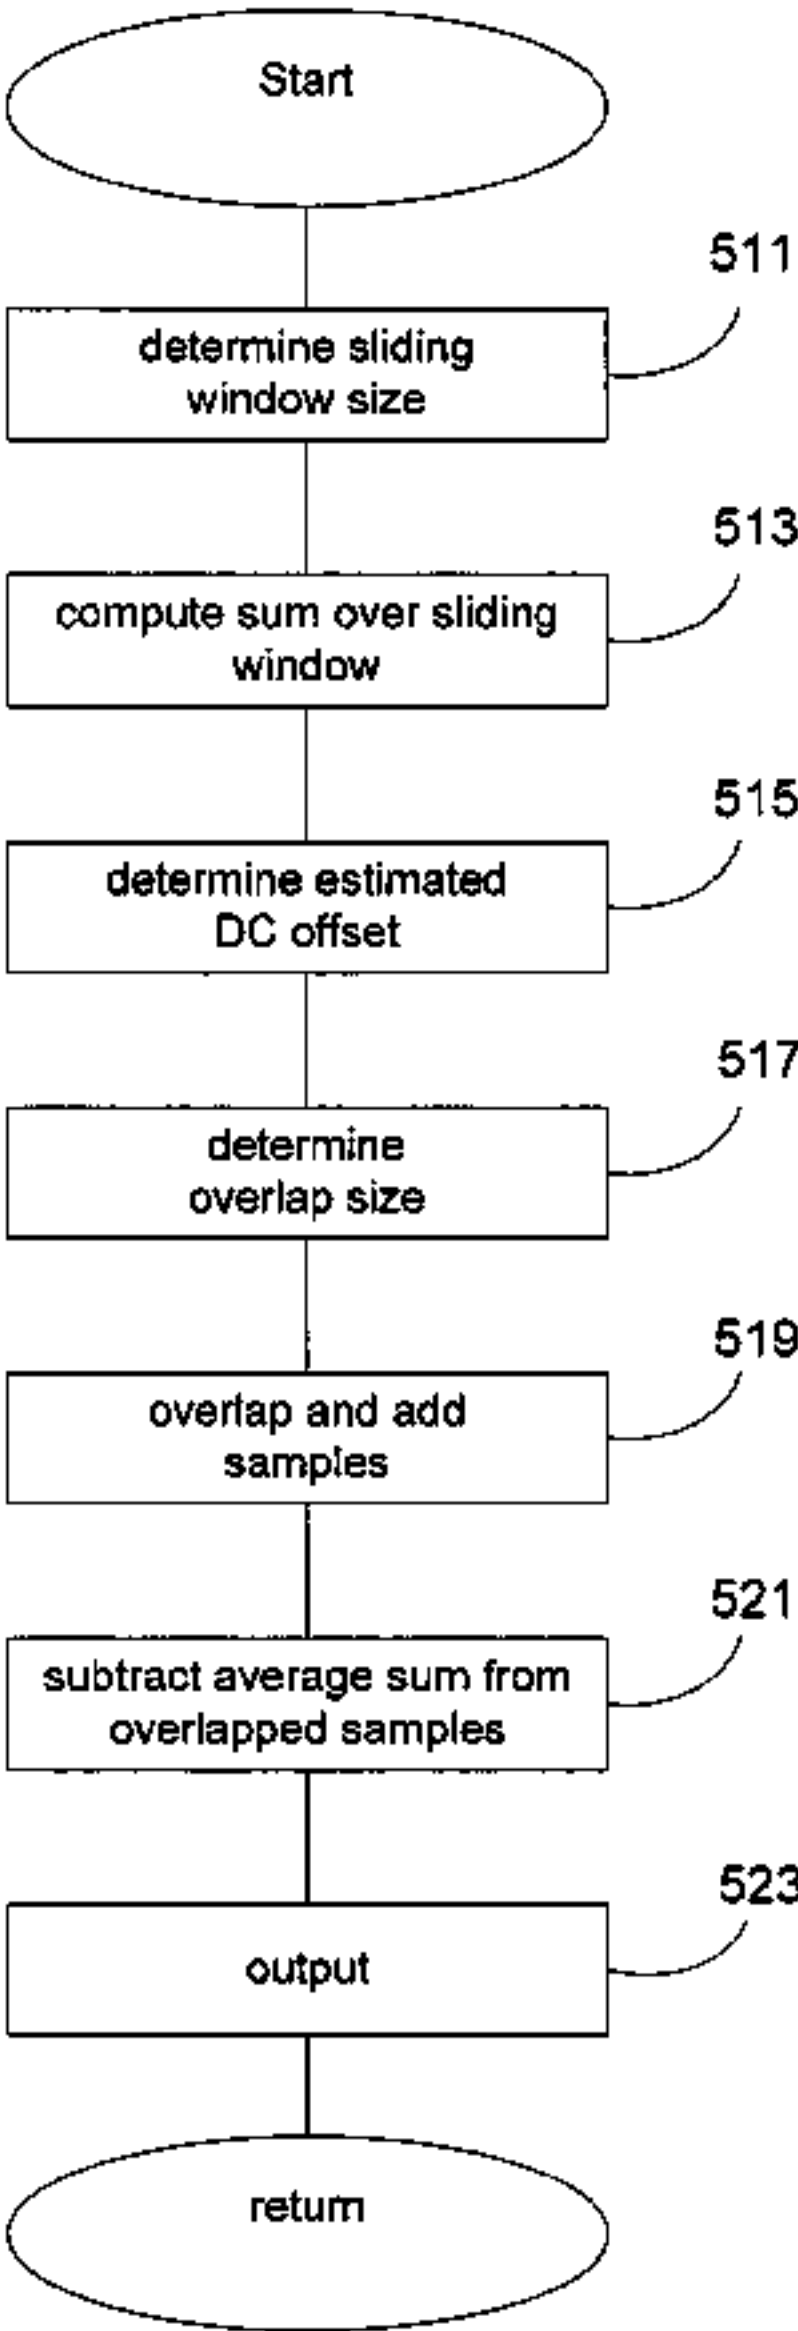 Start
511
determine sliding
window size
513
compute sum over sliding
window
515
determine estimated
DC offset
517
determine
overlap size
519
overlap and add
samples
521
subtract average sum from
overlapped samples
523
output
return